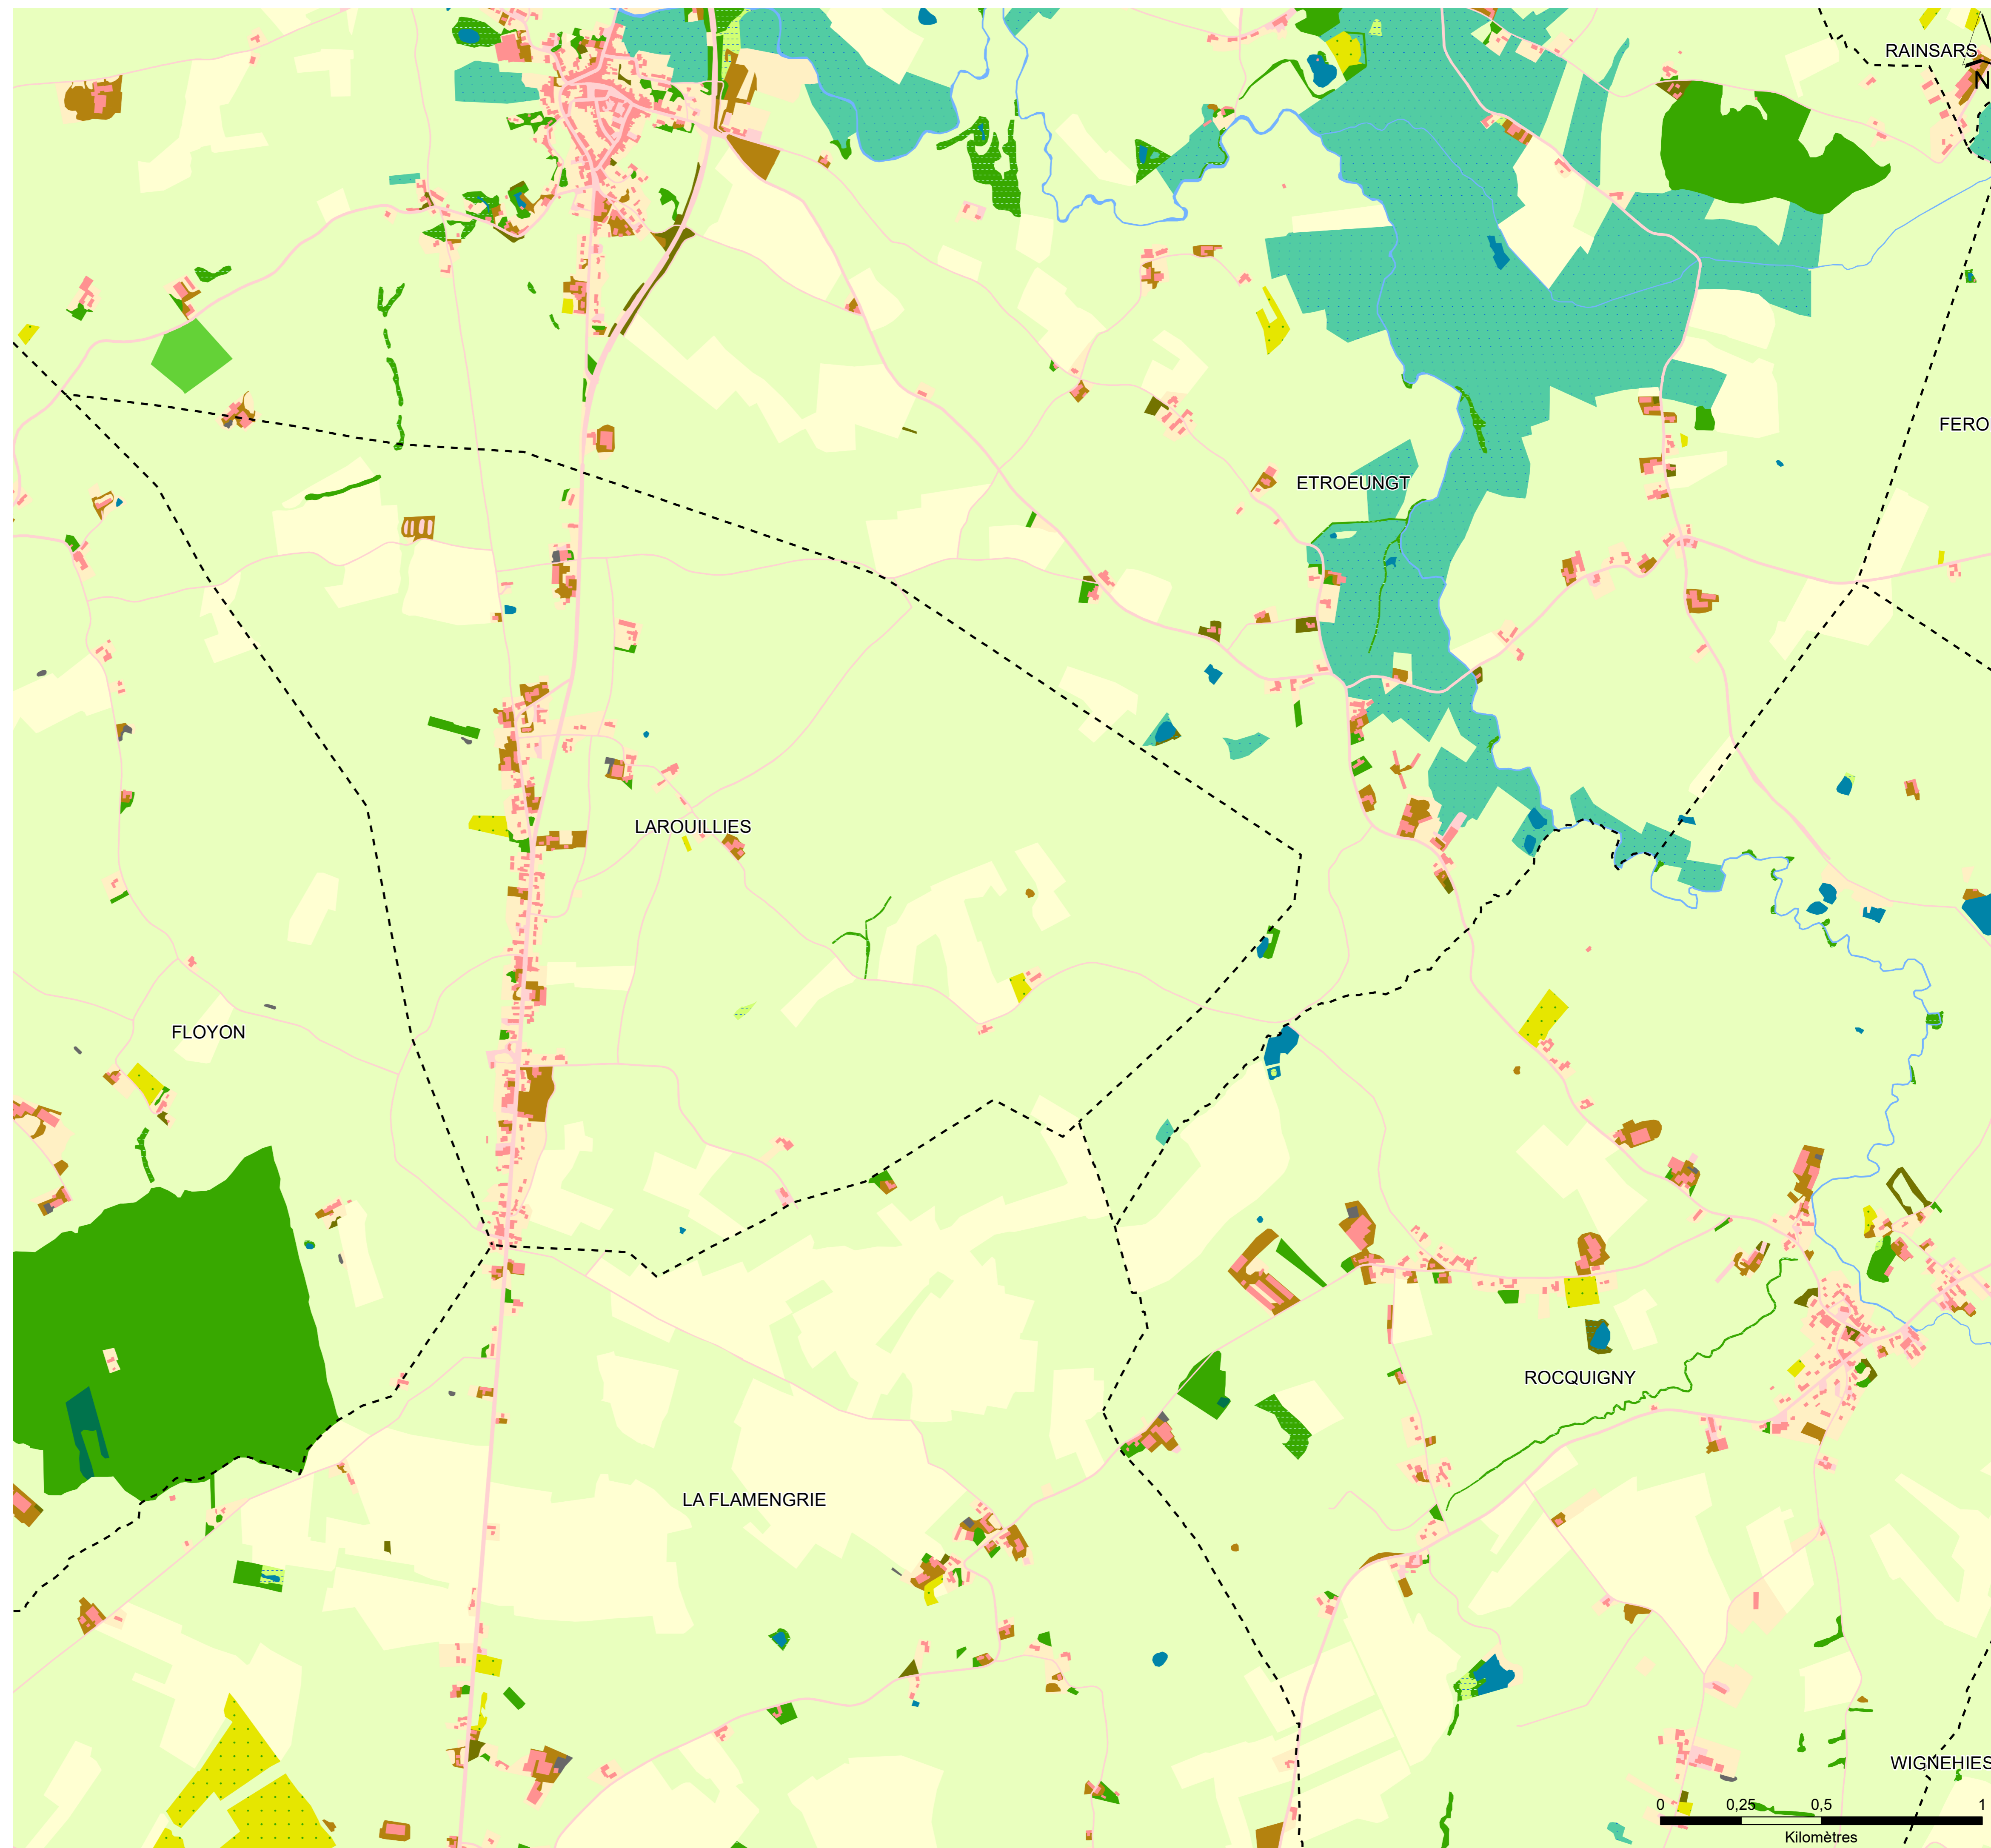 RAINSARS
N
FERO
ETROEUNGT
LAROUILLIES
FLOYON
ROCQUIGNY
LA FLAMENGRIE
WIGNEHIES
0 0,25 0,5 1
Kilomètres